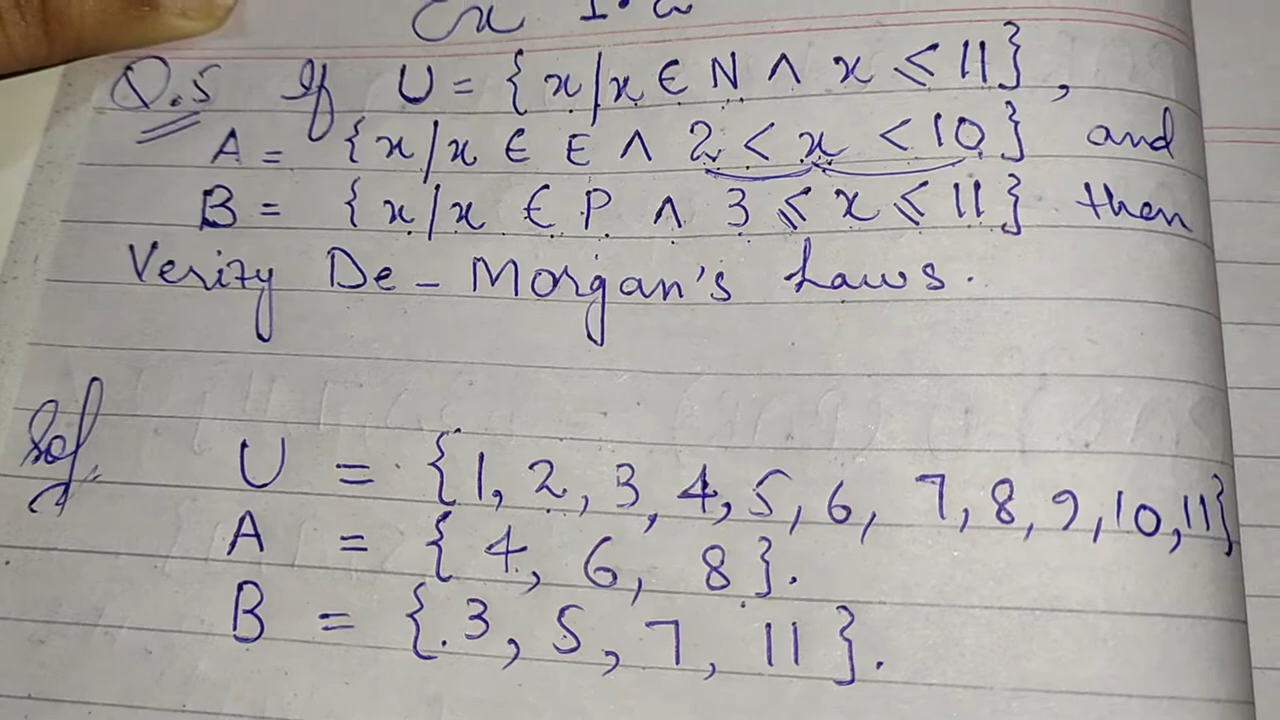 Q.5 If U = {x/x ∈ N ∧ x ≤ 11},
A = {x/x ∈ E ∧ 2 < x < 10} and
B = {x/x ∈ P ∧ 3 ≤ x ≤ 11} then
Verify De-Morgan's Laws.
Sol.
U = {1, 2, 3, 4, 5, 6, 7, 8, 9, 10, 11}
A = {4, 6, 8}.
B = {3, 5, 7, 11}.